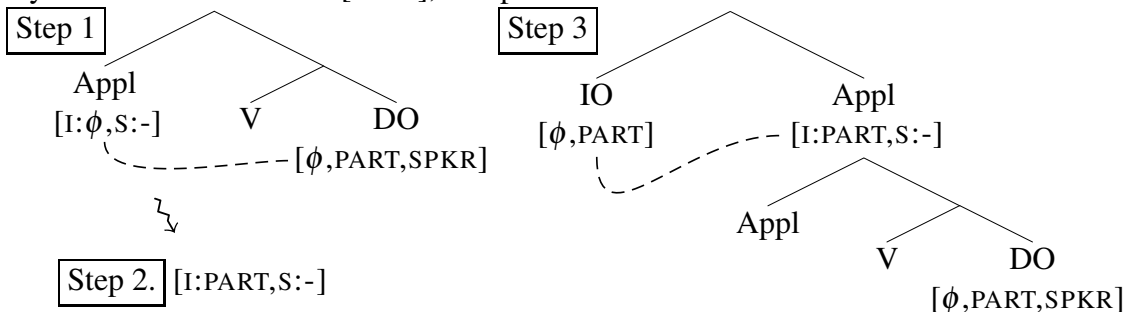 Step 1
Appl
[I:ϕ,S:-]
V
DO
[ϕ,PART,SPKR]
Step 2. [I:PART,S:-]
Step 3
IO
[ϕ,PART]
Appl
[I:PART,S:-]
Appl
V
DO
[ϕ,PART,SPKR]